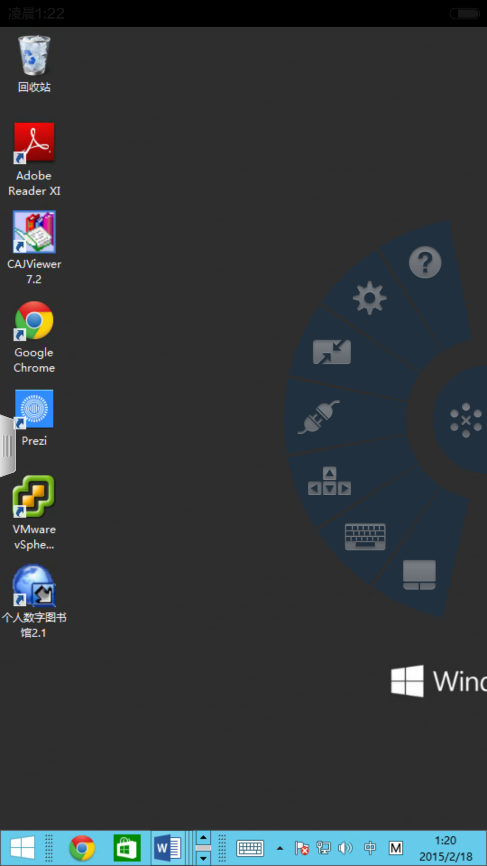 凌晨1:22
回收站
Adobe
Reader XI
CAJViewer
7.2
Google
Chrome
Prezi
VMware
vSphe...
个人数字图书
馆2.1
Wind
中
M
1:20
2015/2/18